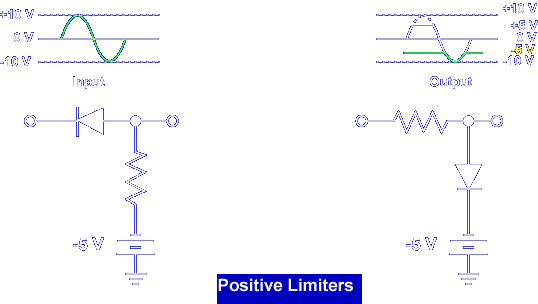 +10 V
0 V
-10 V
Input
+10 V
+5 V
0 V
-5 V
-10 V
Output
-5 V
-5 V
Positive Limiters